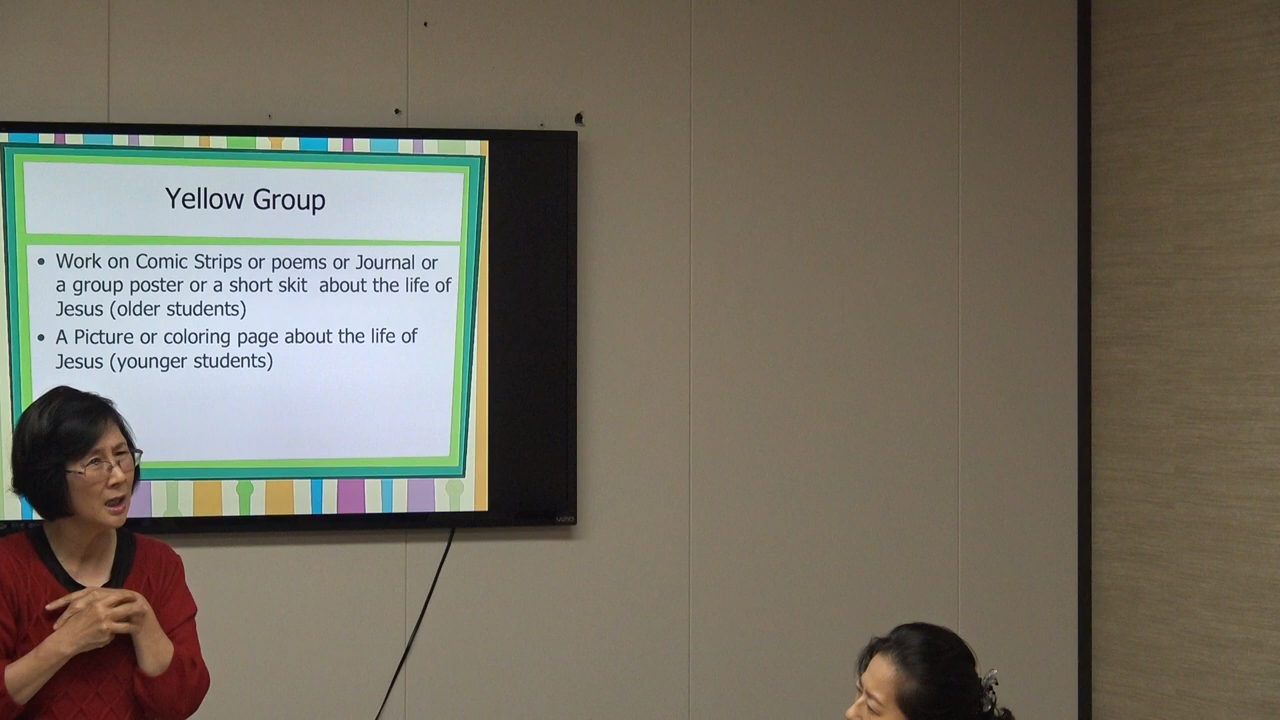 Yellow Group
• Work on Comic Strips or poems or Journal or
a group poster or a short skit  about the life of
Jesus (older students)
• A Picture or coloring page about the life of
Jesus (younger students)
VIZIO